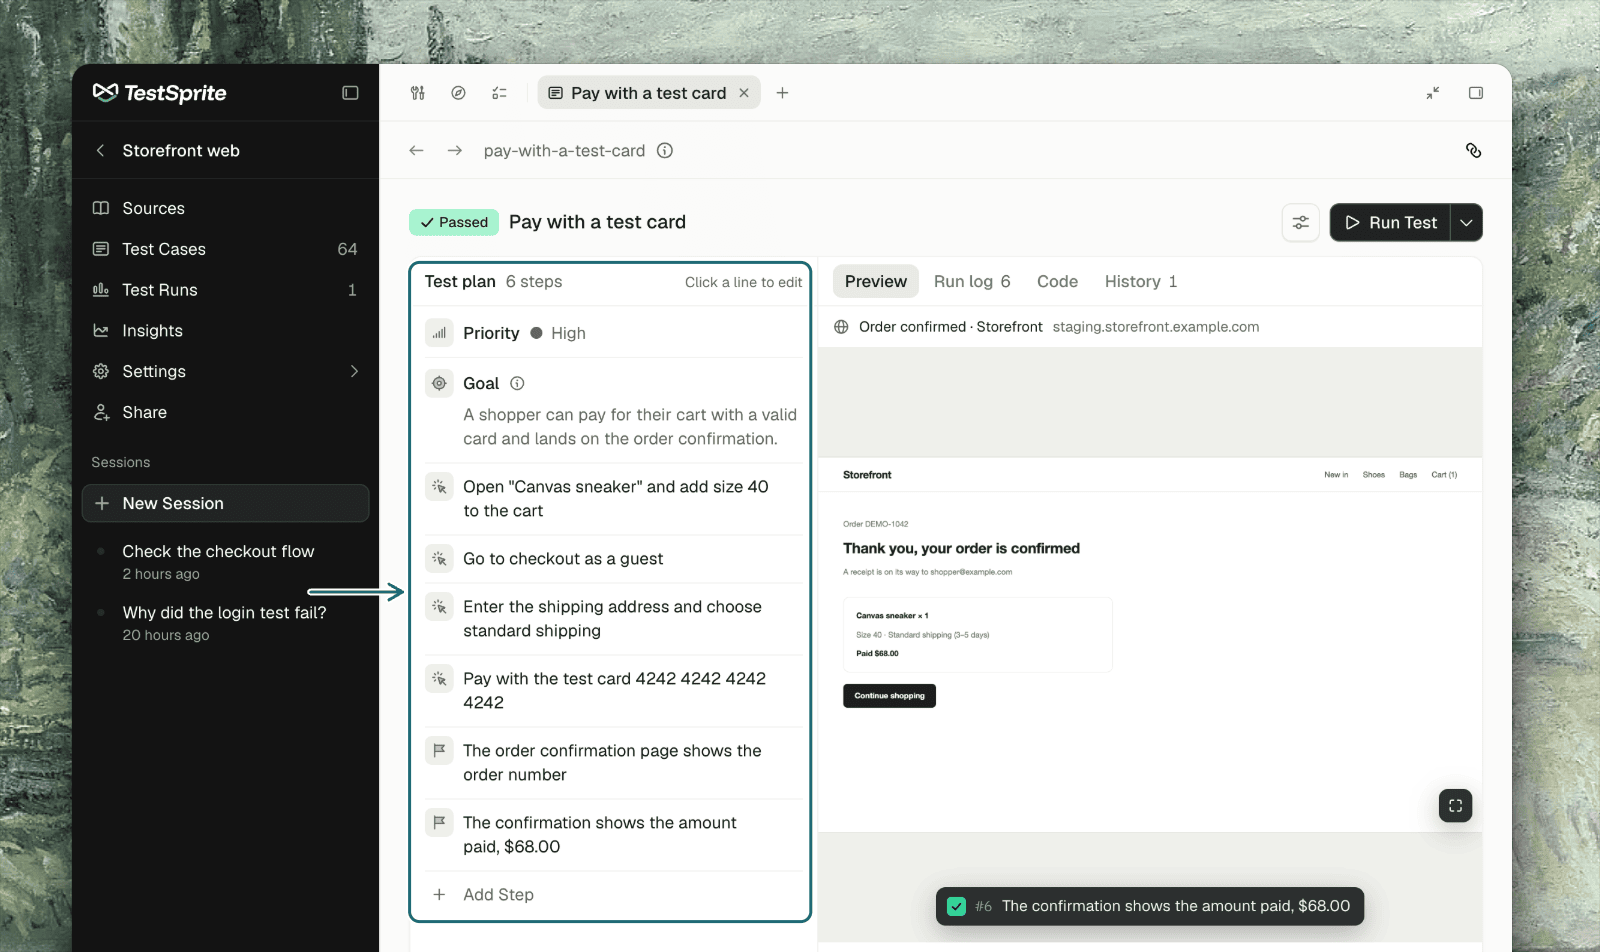 TestSprite
Storefront web
Sources
Test Cases 64
Test Runs 1
Insights
Settings
Share
Sessions
New Session
Check the checkout flow
2 hours ago
Why did the login test fail?
20 hours ago
Pay with a test card
pay-with-a-test-card
Passed Pay with a test card
Run Test
Test plan 6 steps Click a line to edit
Priority High
Goal
A shopper can pay for their cart with a valid
card and lands on the order confirmation.
Open "Canvas sneaker" and add size 40
to the cart
Go to checkout as a guest
Enter the shipping address and choose
standard shipping
Pay with the test card 4242 4242 4242
4242
The order confirmation page shows the
order number
The confirmation shows the amount
paid, $68.00
Add Step
Preview Run log 6 Code History 1
Order confirmed · Storefront staging.storefront.example.com
Storefront New in Shoes Bags Cart (1)
Order DEMO-1042
Thank you, your order is confirmed
A receipt is on its way to shopper@example.com
Canvas sneaker × 1
Size 40 · Standard shipping (3–5 days)
Paid $68.00
Continue shopping
#6 The confirmation shows the amount paid, $68.00